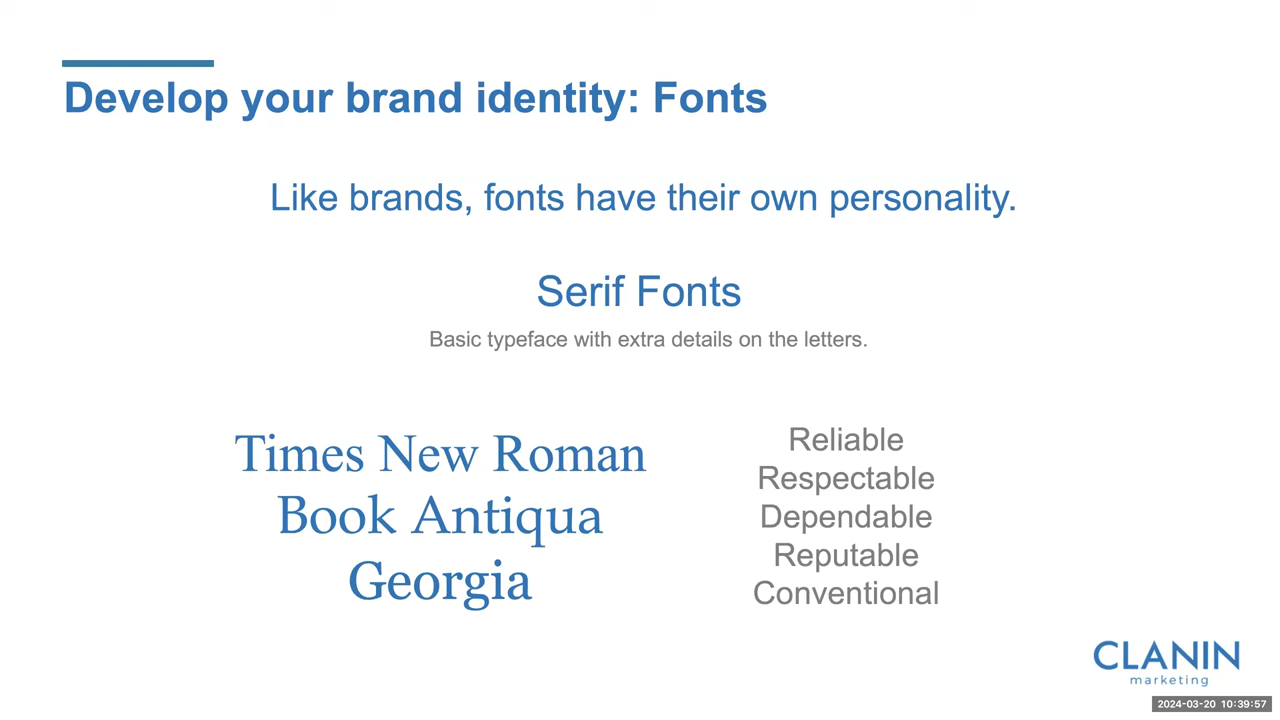 Develop your brand identity: Fonts
Like brands, fonts have their own personality.
Serif Fonts
Basic typeface with extra details on the letters.
Times New Roman
Book Antiqua
Georgia
Reliable
Respectable
Dependable
Reputable
Conventional
CLANIN
marketing
2024-03-20 10:39:57